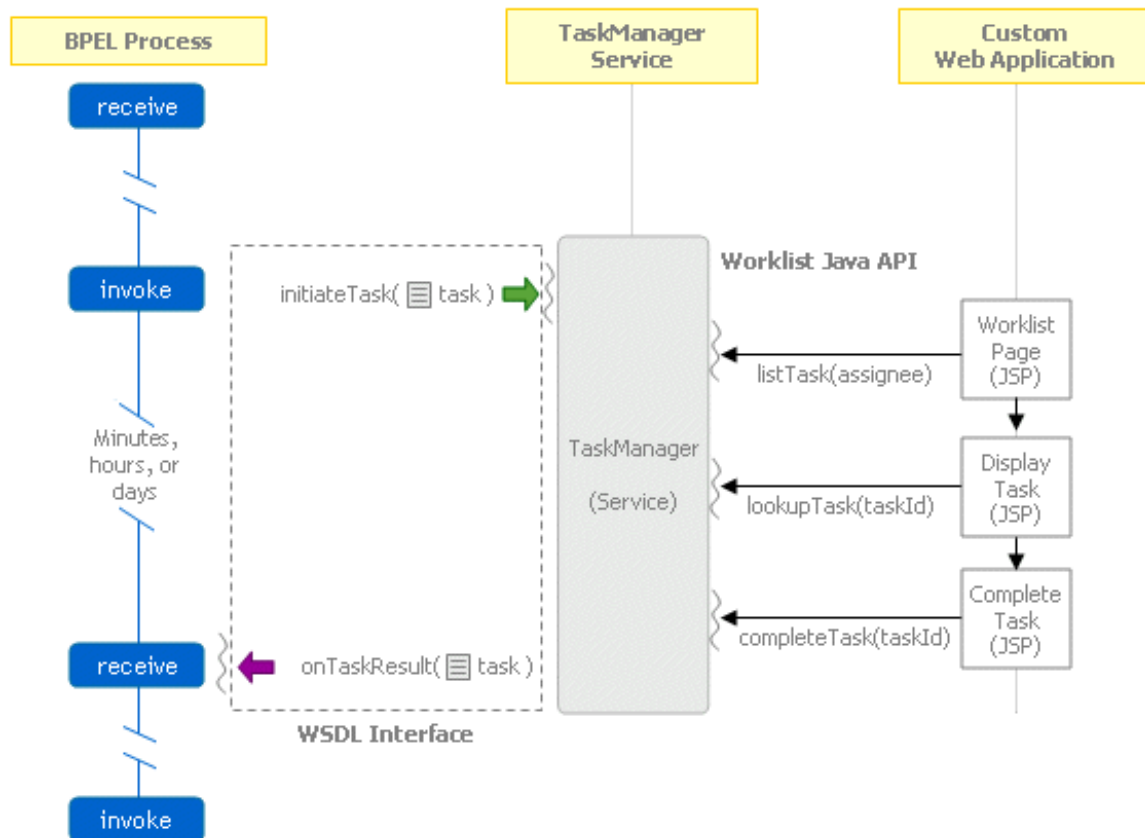 BPEL Process
TaskManager
Service
Custom
Web Application
receive
invoke
initiateTask( task )
Worklist Java API
Worklist
Page
(JSP)
listTask(assignee)
Minutes,
hours, or
days
TaskManager
(Service)
Display
Task
(JSP)
lookupTask(taskId)
Complete
Task
(JSP)
completeTask(taskId)
receive
onTaskResult( task )
WSDL Interface
invoke